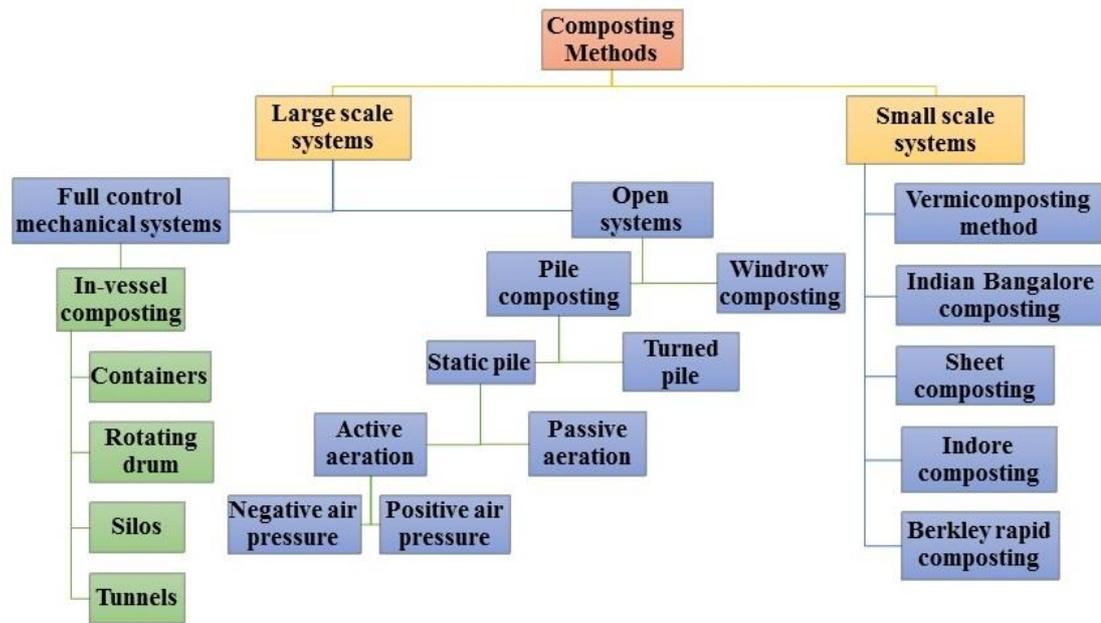 Composting
Methods
Large scale
systems
Small scale
systems
Full control
mechanical systems
Open
systems
In-vessel
composting
Containers
Rotating
drum
Silos
Tunnels
Pile
composting
Windrow
composting
Static pile
Turned
pile
Active
aeration
Passive
aeration
Negative air
pressure
Positive air
pressure
Vermicomposting
method
Indian Bangalore
composting
Sheet
composting
Indore
composting
Berkley rapid
composting